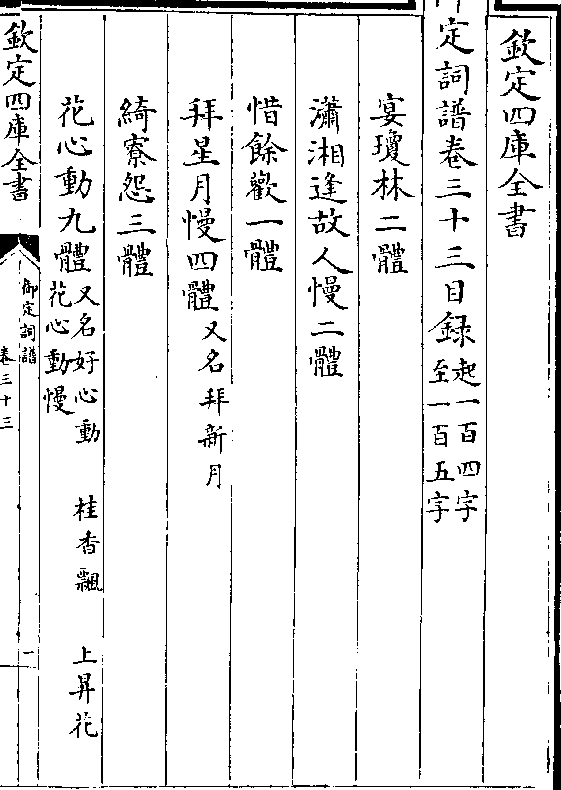 欽定四庫全書
定詞譜卷三十三目録 起一百四字
至一百五字
宴瓊林二體
瀟湘逢故人慢二體
惜餘歡一體
拜星月慢四體 又名拜新月
綺寮怨三體
花心動九體 又名好心動 桂香飄 上昇花
花心動慢
欽定四庫全書
御定詞譜
卷三十三
一